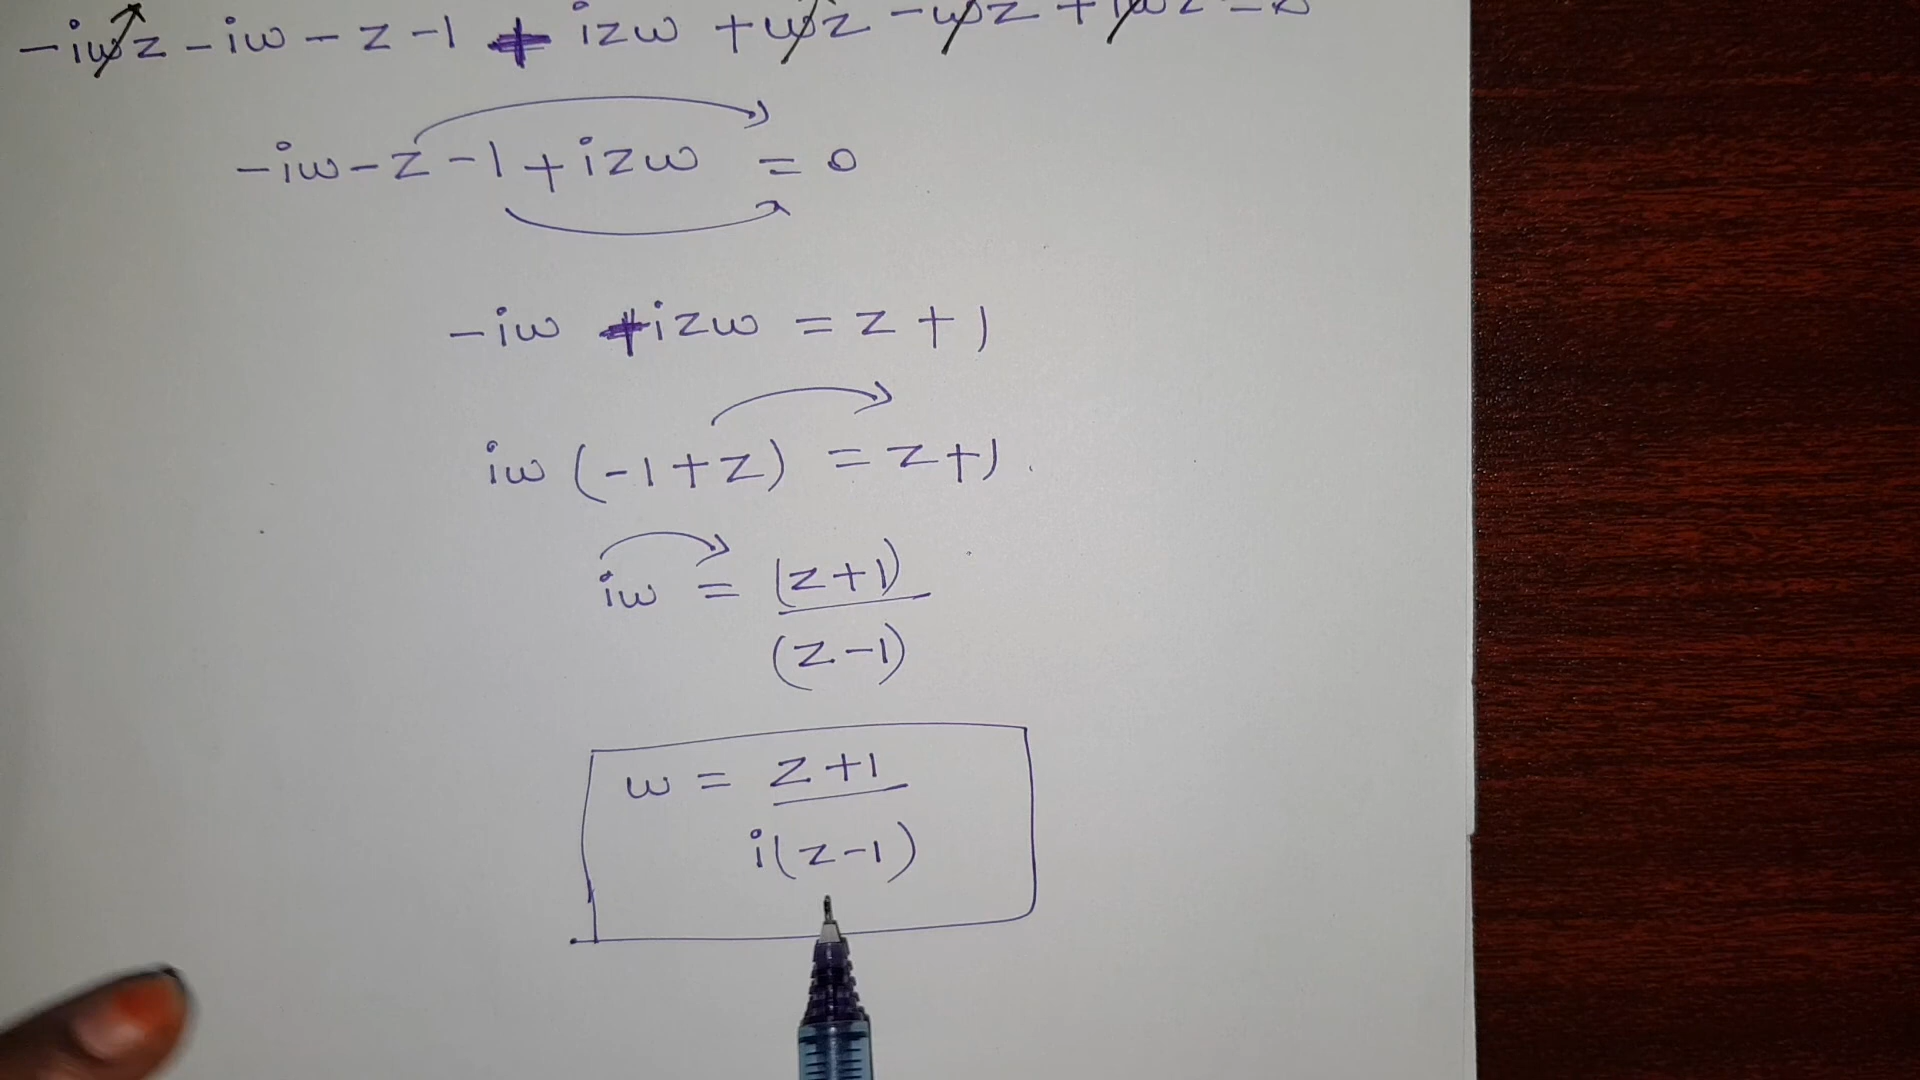 -iwz - iw - z - 1 + izw + wz - wz + iwz =
-iw - z - 1 + izw = 0
-iw + izw = z + 1
iw (-1 + z) = z + 1 .
iw = (z+1)
(z-1)
w = z+1
i(z-1)